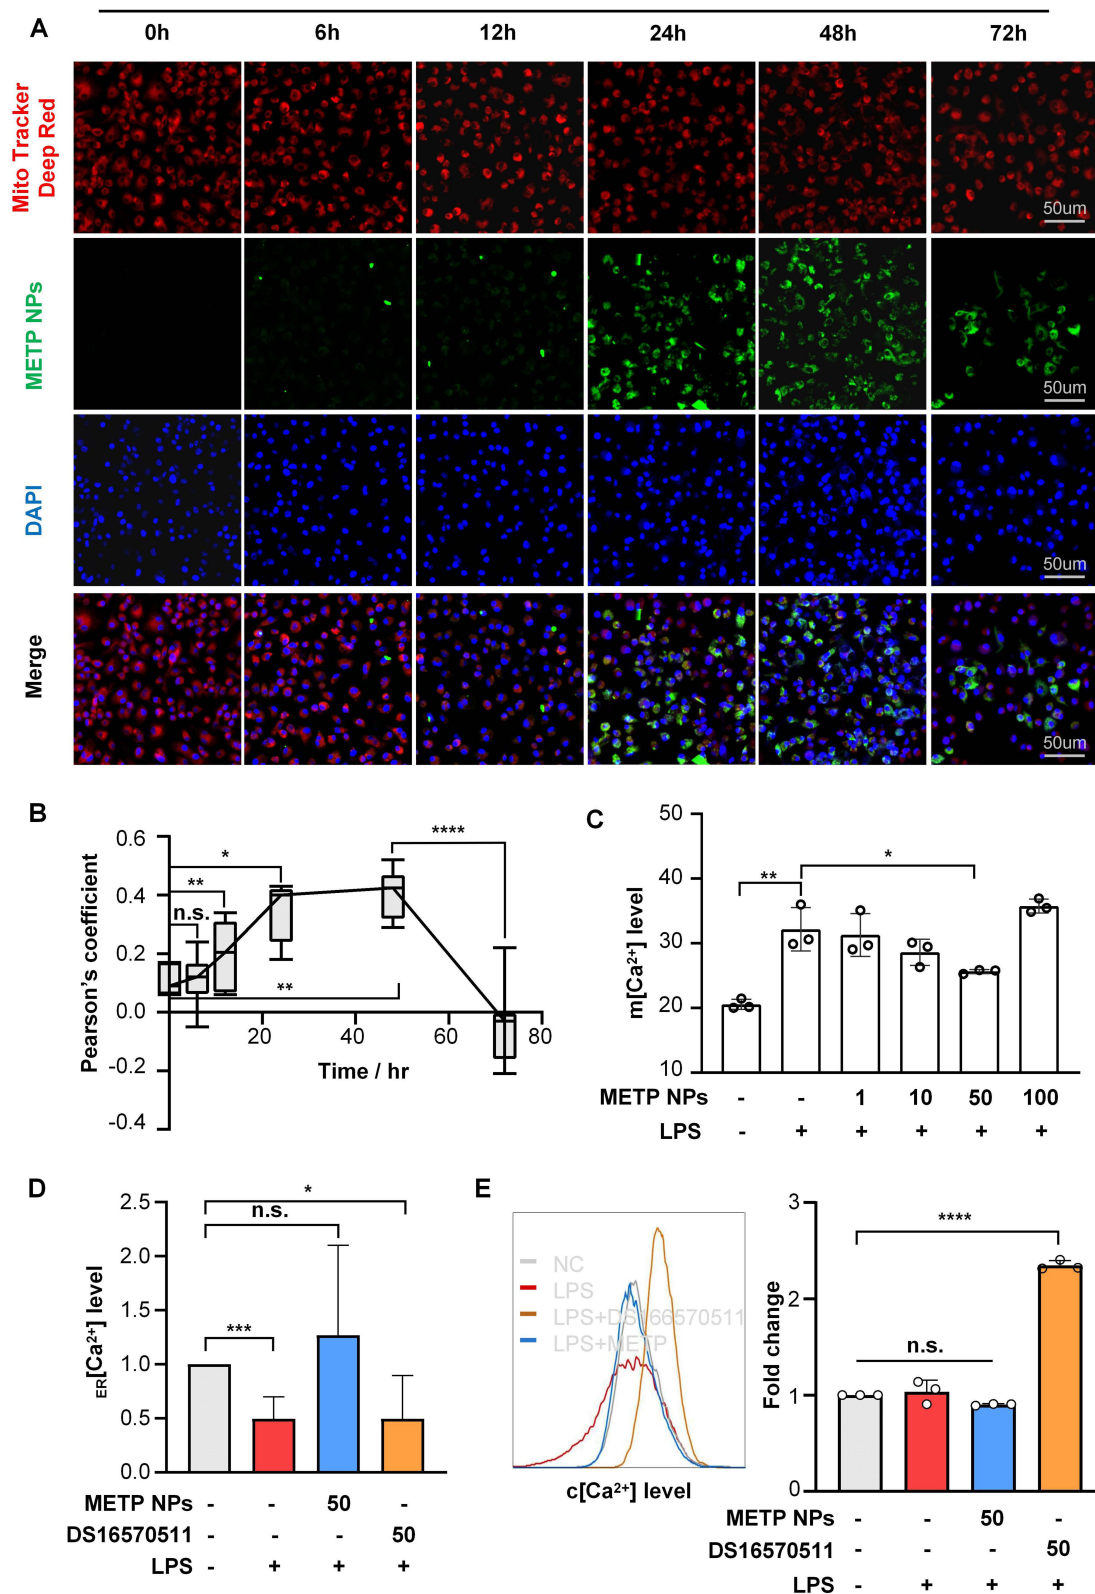 A
0h 6h 12h 24h 48h 72h
Mito Tracker
Deep Red
50um
METP NPs
50um
DAPI
50um
Merge
50um
B
Pearson's coefficient
0.6
0.4
0.2
0.0
-0.2
-0.4
n.s.
**
*
**
****
20 40 60 80
Time / hr
C
m[Ca²⁺] level
50
40
30
20
10
**
*
METP NPs - - 1 10 50 100
LPS - + + + + +
D
ER[Ca²⁺] level
2.5
2.0
1.5
1.0
0.5
0.0
*
n.s.
***
METP NPs - - 50 -
DS16570511 - - - 50
LPS - + + +
E
NC
LPS
LPS+DS166570511
LPS+METP
c[Ca²⁺] level
Fold change
3
2
1
0
****
n.s.
METP NPs - - 50 -
DS16570511 - - - 50
LPS - + + +